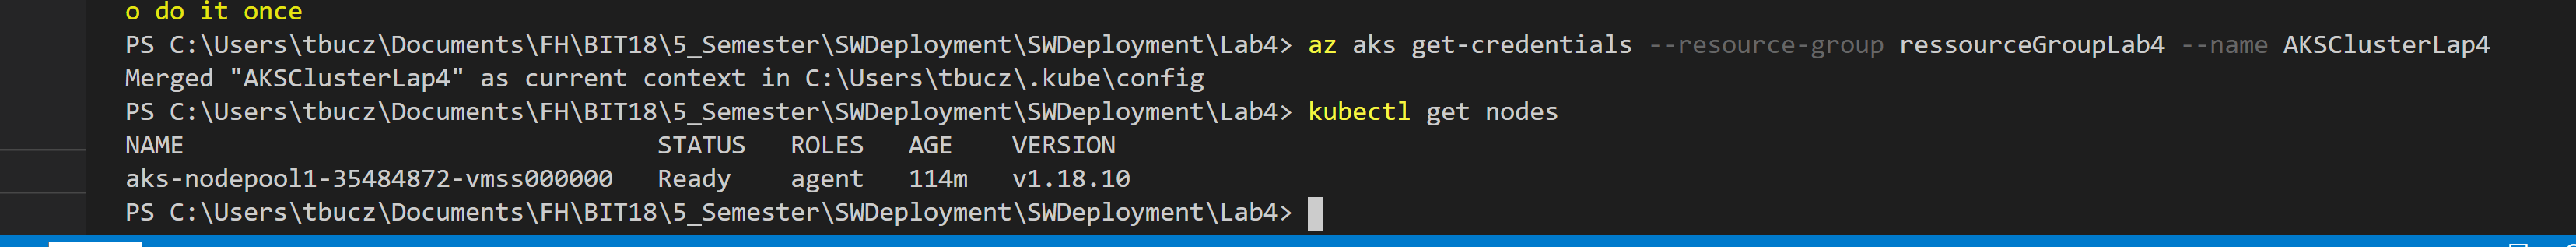 o do it once
PS C:\Users\tbucz\Documents\FH\BIT18\5_Semester\SWDeployment\SWDeployment\Lab4> az aks get-credentials --resource-group ressourceGroupLab4 --name AKSClusterLap4
Merged "AKSClusterLap4" as current context in C:\Users\tbucz\.kube\config
PS C:\Users\tbucz\Documents\FH\BIT18\5_Semester\SWDeployment\SWDeployment\Lab4> kubectl get nodes
NAME                                STATUS   ROLES   AGE    VERSION
aks-nodepool1-35484872-vmss000000   Ready    agent   114m   v1.18.10
PS C:\Users\tbucz\Documents\FH\BIT18\5_Semester\SWDeployment\SWDeployment\Lab4>